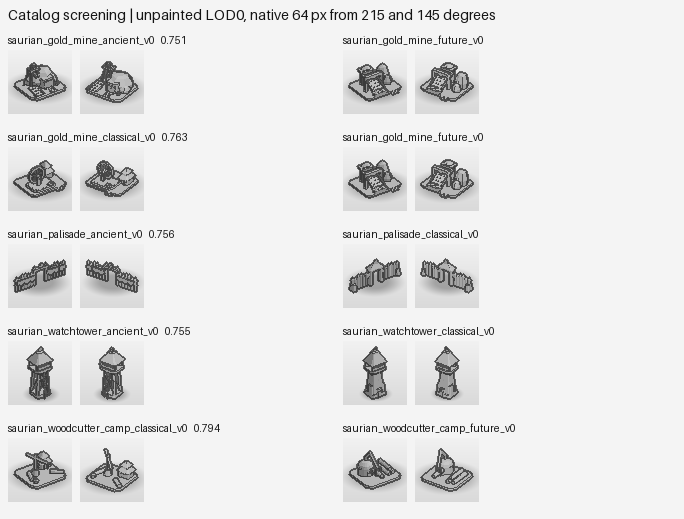 Catalog screening | unpainted LOD0, native 64 px from 215 and 145 degrees
saurian_gold_mine_ancient_v0 0.751
saurian_gold_mine_future_v0
saurian_gold_mine_classical_v0 0.763
saurian_gold_mine_future_v0
saurian_palisade_ancient_v0 0.756
saurian_palisade_classical_v0
saurian_watchtower_ancient_v0 0.755
saurian_watchtower_classical_v0
saurian_woodcutter_camp_classical_v0 0.794
saurian_woodcutter_camp_future_v0